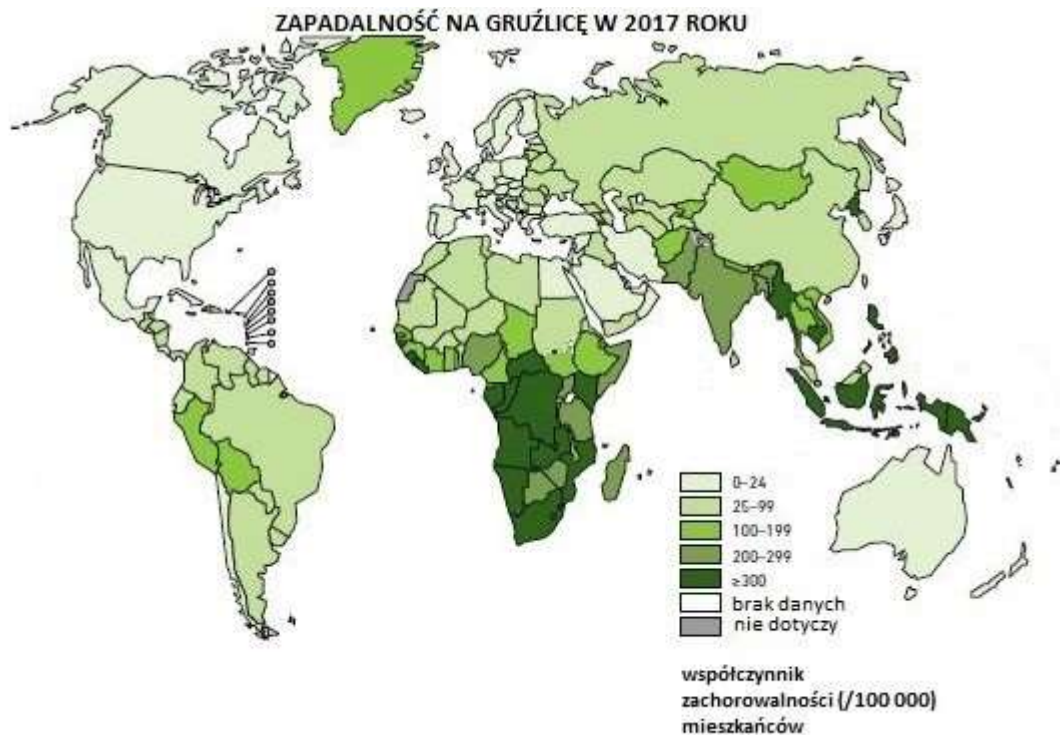 ZAPADALNOŚĆ NA GRUŹLICĘ W 2017 ROKU
0–24
25–99
100–199
200–299
≥300
brak danych
nie dotyczy
współczynnik
zachorowalności (/100 000)
mieszkańców